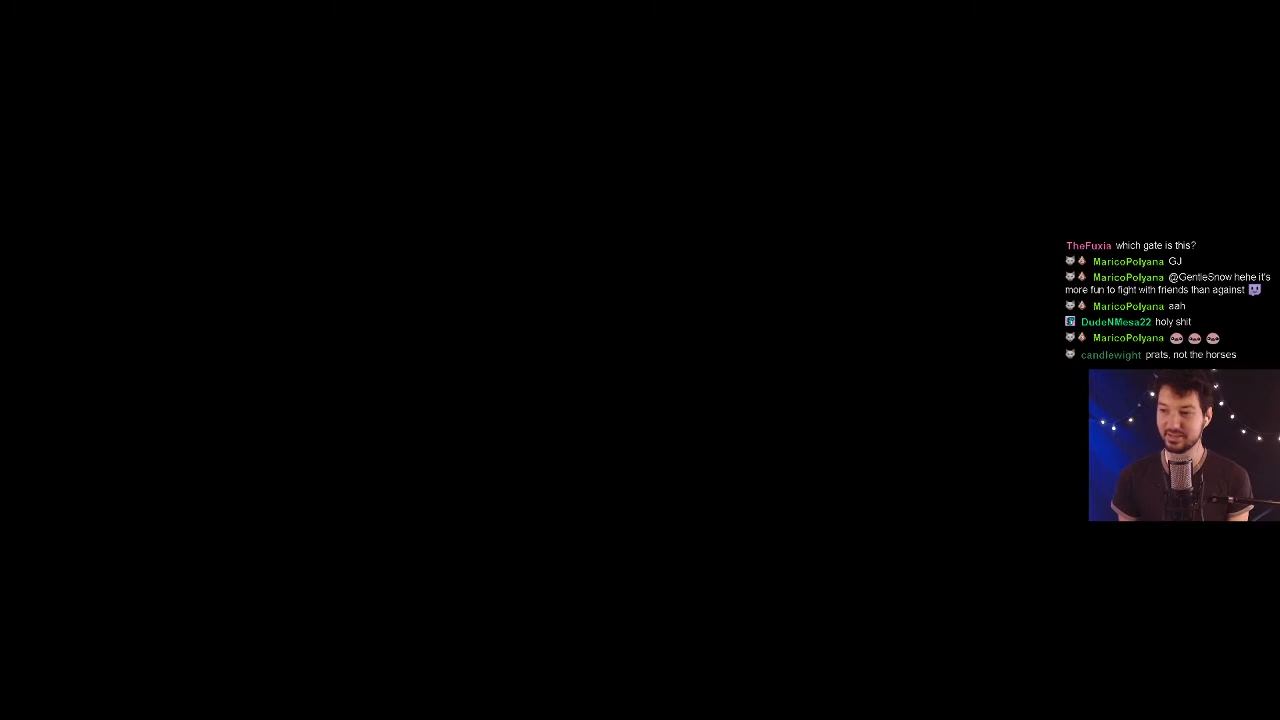 TheFuxia which gate is this?
MaricoPolyana GJ
MaricoPolyana @GentleSnow hehe it's
more fun to fight with friends than against
MaricoPolyana aah
DudeNMesa22 holy shit
MaricoPolyana
candlewight prats, not the horses